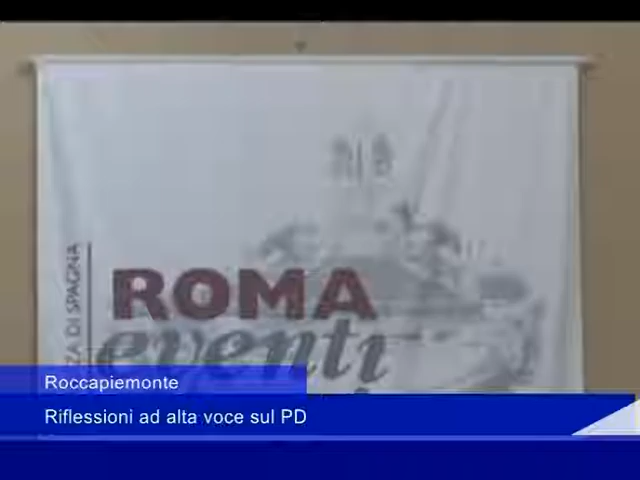 ZA DI SPAGNA
ROMA
eventi
Roccapiemonte
Riflessioni ad alta voce sul PD